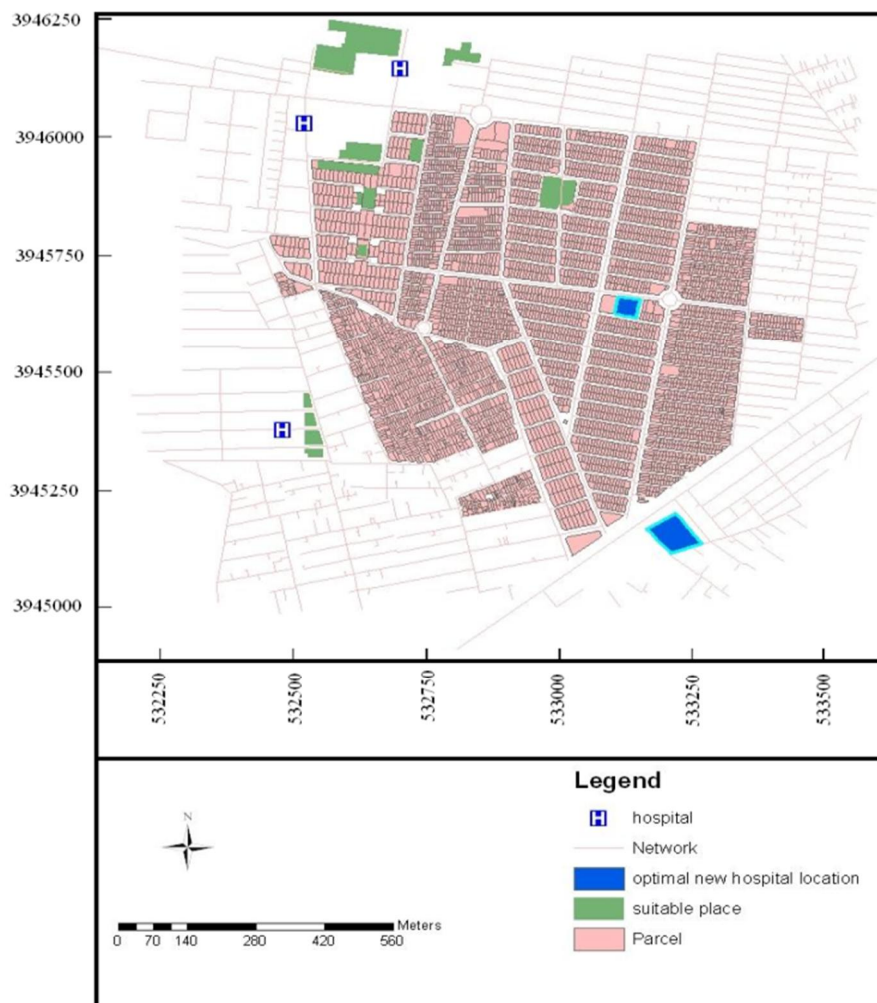 3946250
3946000
3945750
3945500
3945250
3945000
532250
532500
532750
533000
533250
533500
N
Meters
0 70 140 280 420 560
Legend
H hospital
Network
optimal new hospital location
suitable place
Parcel
H
H
H